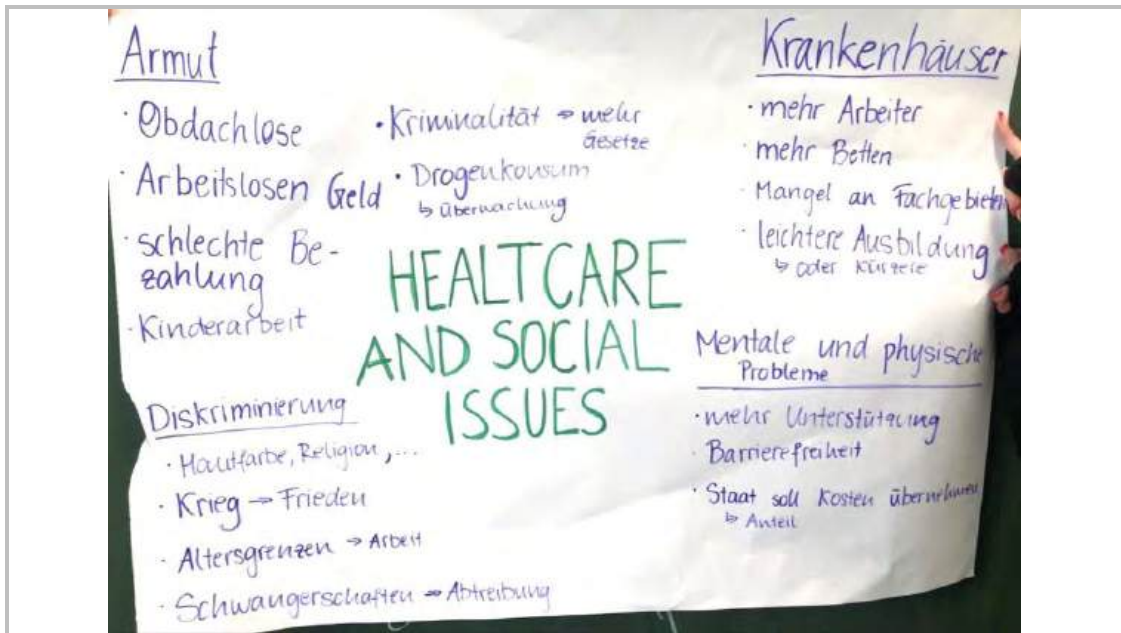 Armut
· Obdachlose
· Arbeitslosen Geld
· schlechte Be-
zahlung
· Kinderarbeit
· Kriminalität → mehr
Gesetze
· Drogenkonsum
↳ überwachung
Krankenhäuser
· mehr Arbeiter
· mehr Betten
· Mangel an Fachgebieten
· leichtere Ausbildung
↳ oder kürzere
HEALTCARE
AND SOCIAL
ISSUES
Mentale und physische
Probleme
· mehr Unterstützung
· Barrierefreiheit
· Staat soll Kosten übernehmen
↳ Anteil
Diskriminierung
· Hautfarbe, Religion, ...
· Krieg → Frieden
· Altersgrenzen → Arbeit
· Schwangerschaften → Abtreibung